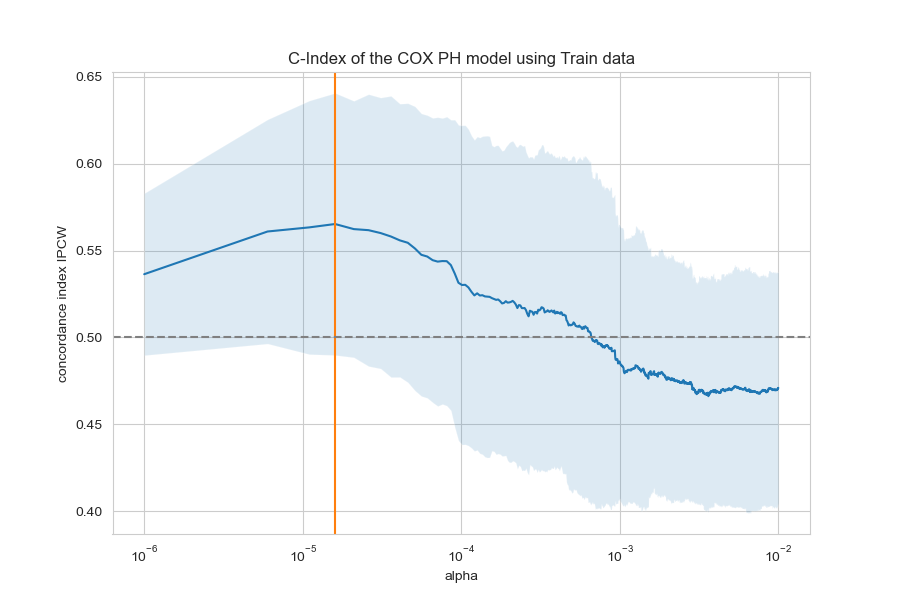 C-Index of the COX PH model using Train data
concordance index IPCW
0.65
0.60
0.55
0.50
0.45
0.40
10⁻⁶ 10⁻⁵ 10⁻⁴ 10⁻³ 10⁻²
alpha